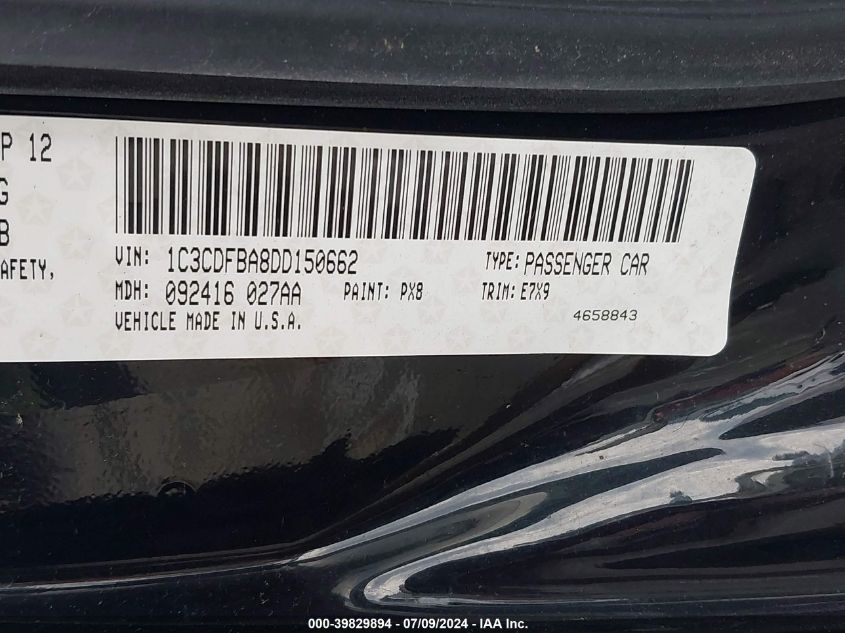 P 12
G
B
AFETY,
VIN: 1C3CDFBA8DD150662 TYPE: PASSENGER CAR
MDH: 092416 027AA PAINT: PX8 TRIM: E7X9
VEHICLE MADE IN U.S.A. 4658843
000-39829894 - 07/09/2024 - IAA Inc.